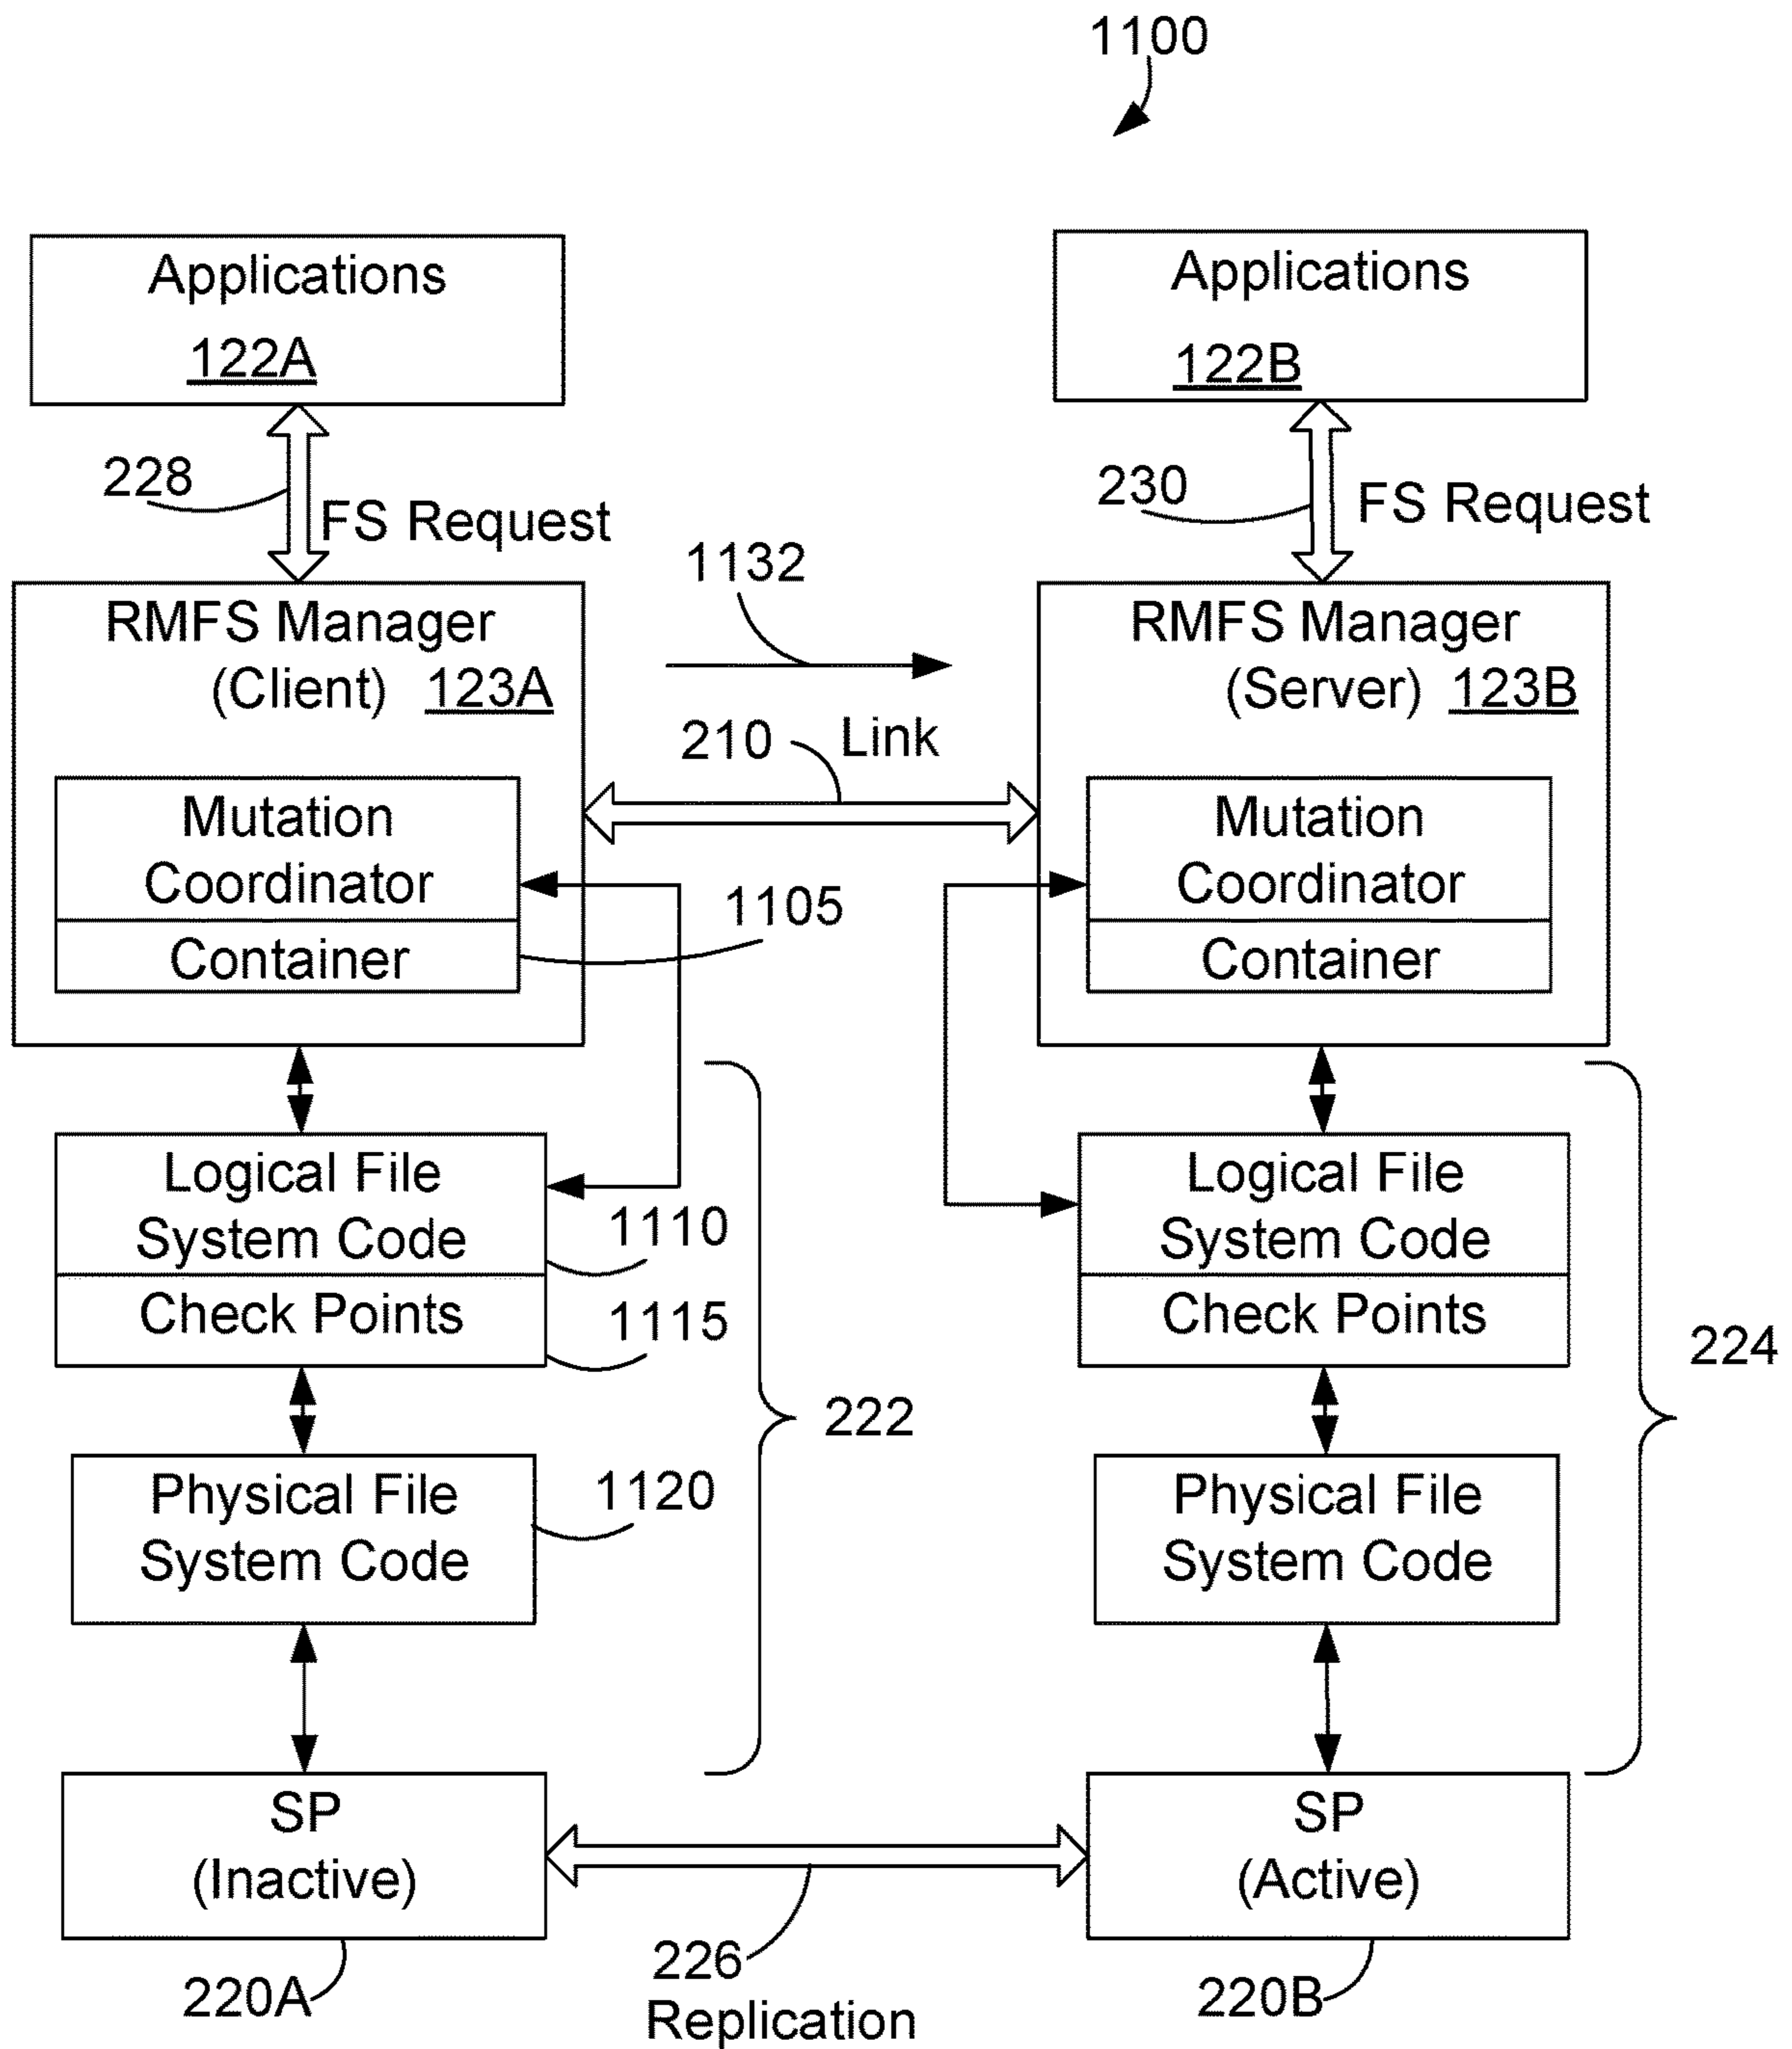 1100
Applications
122A
Applications
122B
228
FS Request
230
FS Request
1132
RMFS Manager
(Client) 123A
RMFS Manager
(Server) 123B
210
Link
Mutation
Coordinator
Container
1105
Mutation
Coordinator
Container
Logical File
System Code
1110
Check Points
1115
Logical File
System Code
Check Points
222
224
Physical File
System Code
1120
Physical File
System Code
SP
(Inactive)
220A
SP
(Active)
220B
226
Replication